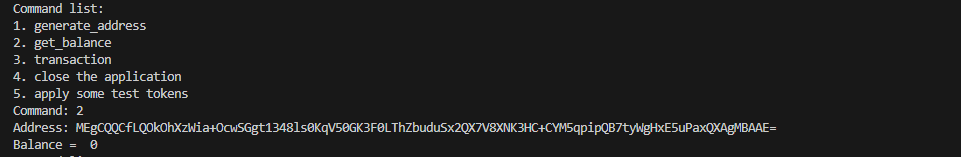 Command list:
1. generate_address
2. get_balance
3. transaction
4. close the application
5. apply some test tokens
Command: 2
Address: MEgCQQCfLQOkOhXzWia+OcwSGgt1348ls0KqV50GK3F0LThZbuduSx2QX7V8XNK3HC+CYM5qpipQB7tyWgHxE5uPaxQXAgMBAAE=
Balance =  0